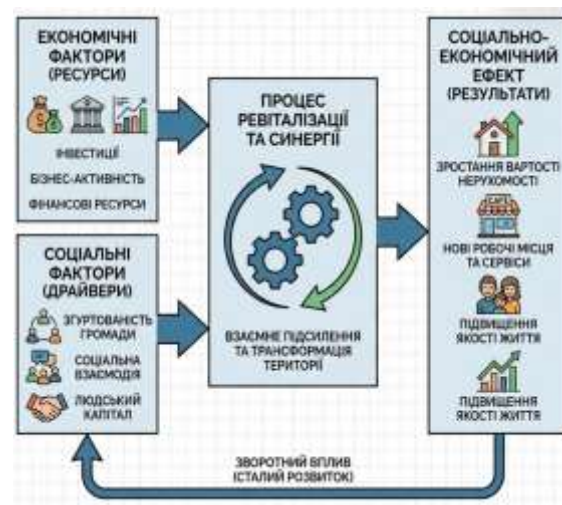 ЕКОНОМІЧНІ
ФАКТОРИ
(РЕСУРСИ)
ІНВЕСТИЦІЇ
БІЗНЕС-АКТИВНІСТЬ
ФІНАНСОВІ РЕСУРСИ
СОЦІАЛЬНІ
ФАКТОРИ
(ДРАЙВЕРИ)
ЗГУРТОВАНІСТЬ
ГРОМАДИ
СОЦІАЛЬНА
ВЗАЄМОДІЯ
ЛЮДСЬКИЙ
КАПІТАЛ
ПРОЦЕС
РЕВІТАЛІЗАЦІЇ
ТА СИНЕРГІЇ
ВЗАЄМНЕ ПІДСИЛЕННЯ
ТА ТРАНСФОРМАЦІЯ
ТЕРИТОРІЇ
СОЦІАЛЬНО-
ЕКОНОМІЧНИЙ
ЕФЕКТ
(РЕЗУЛЬТАТИ)
ЗРОСТАННЯ ВАРТОСТІ
НЕРУХОМОСТІ
НОВІ РОБОЧІ МІСЦЯ
ТА СЕРВІСИ
ПІДВИЩЕННЯ
ЯКОСТІ ЖИТТЯ
ПІДВИЩЕННЯ
ЯКОСТІ ЖИТТЯ
ЗВОРОТНИЙ ВПЛИВ
(СТАЛИЙ РОЗВИТОК)